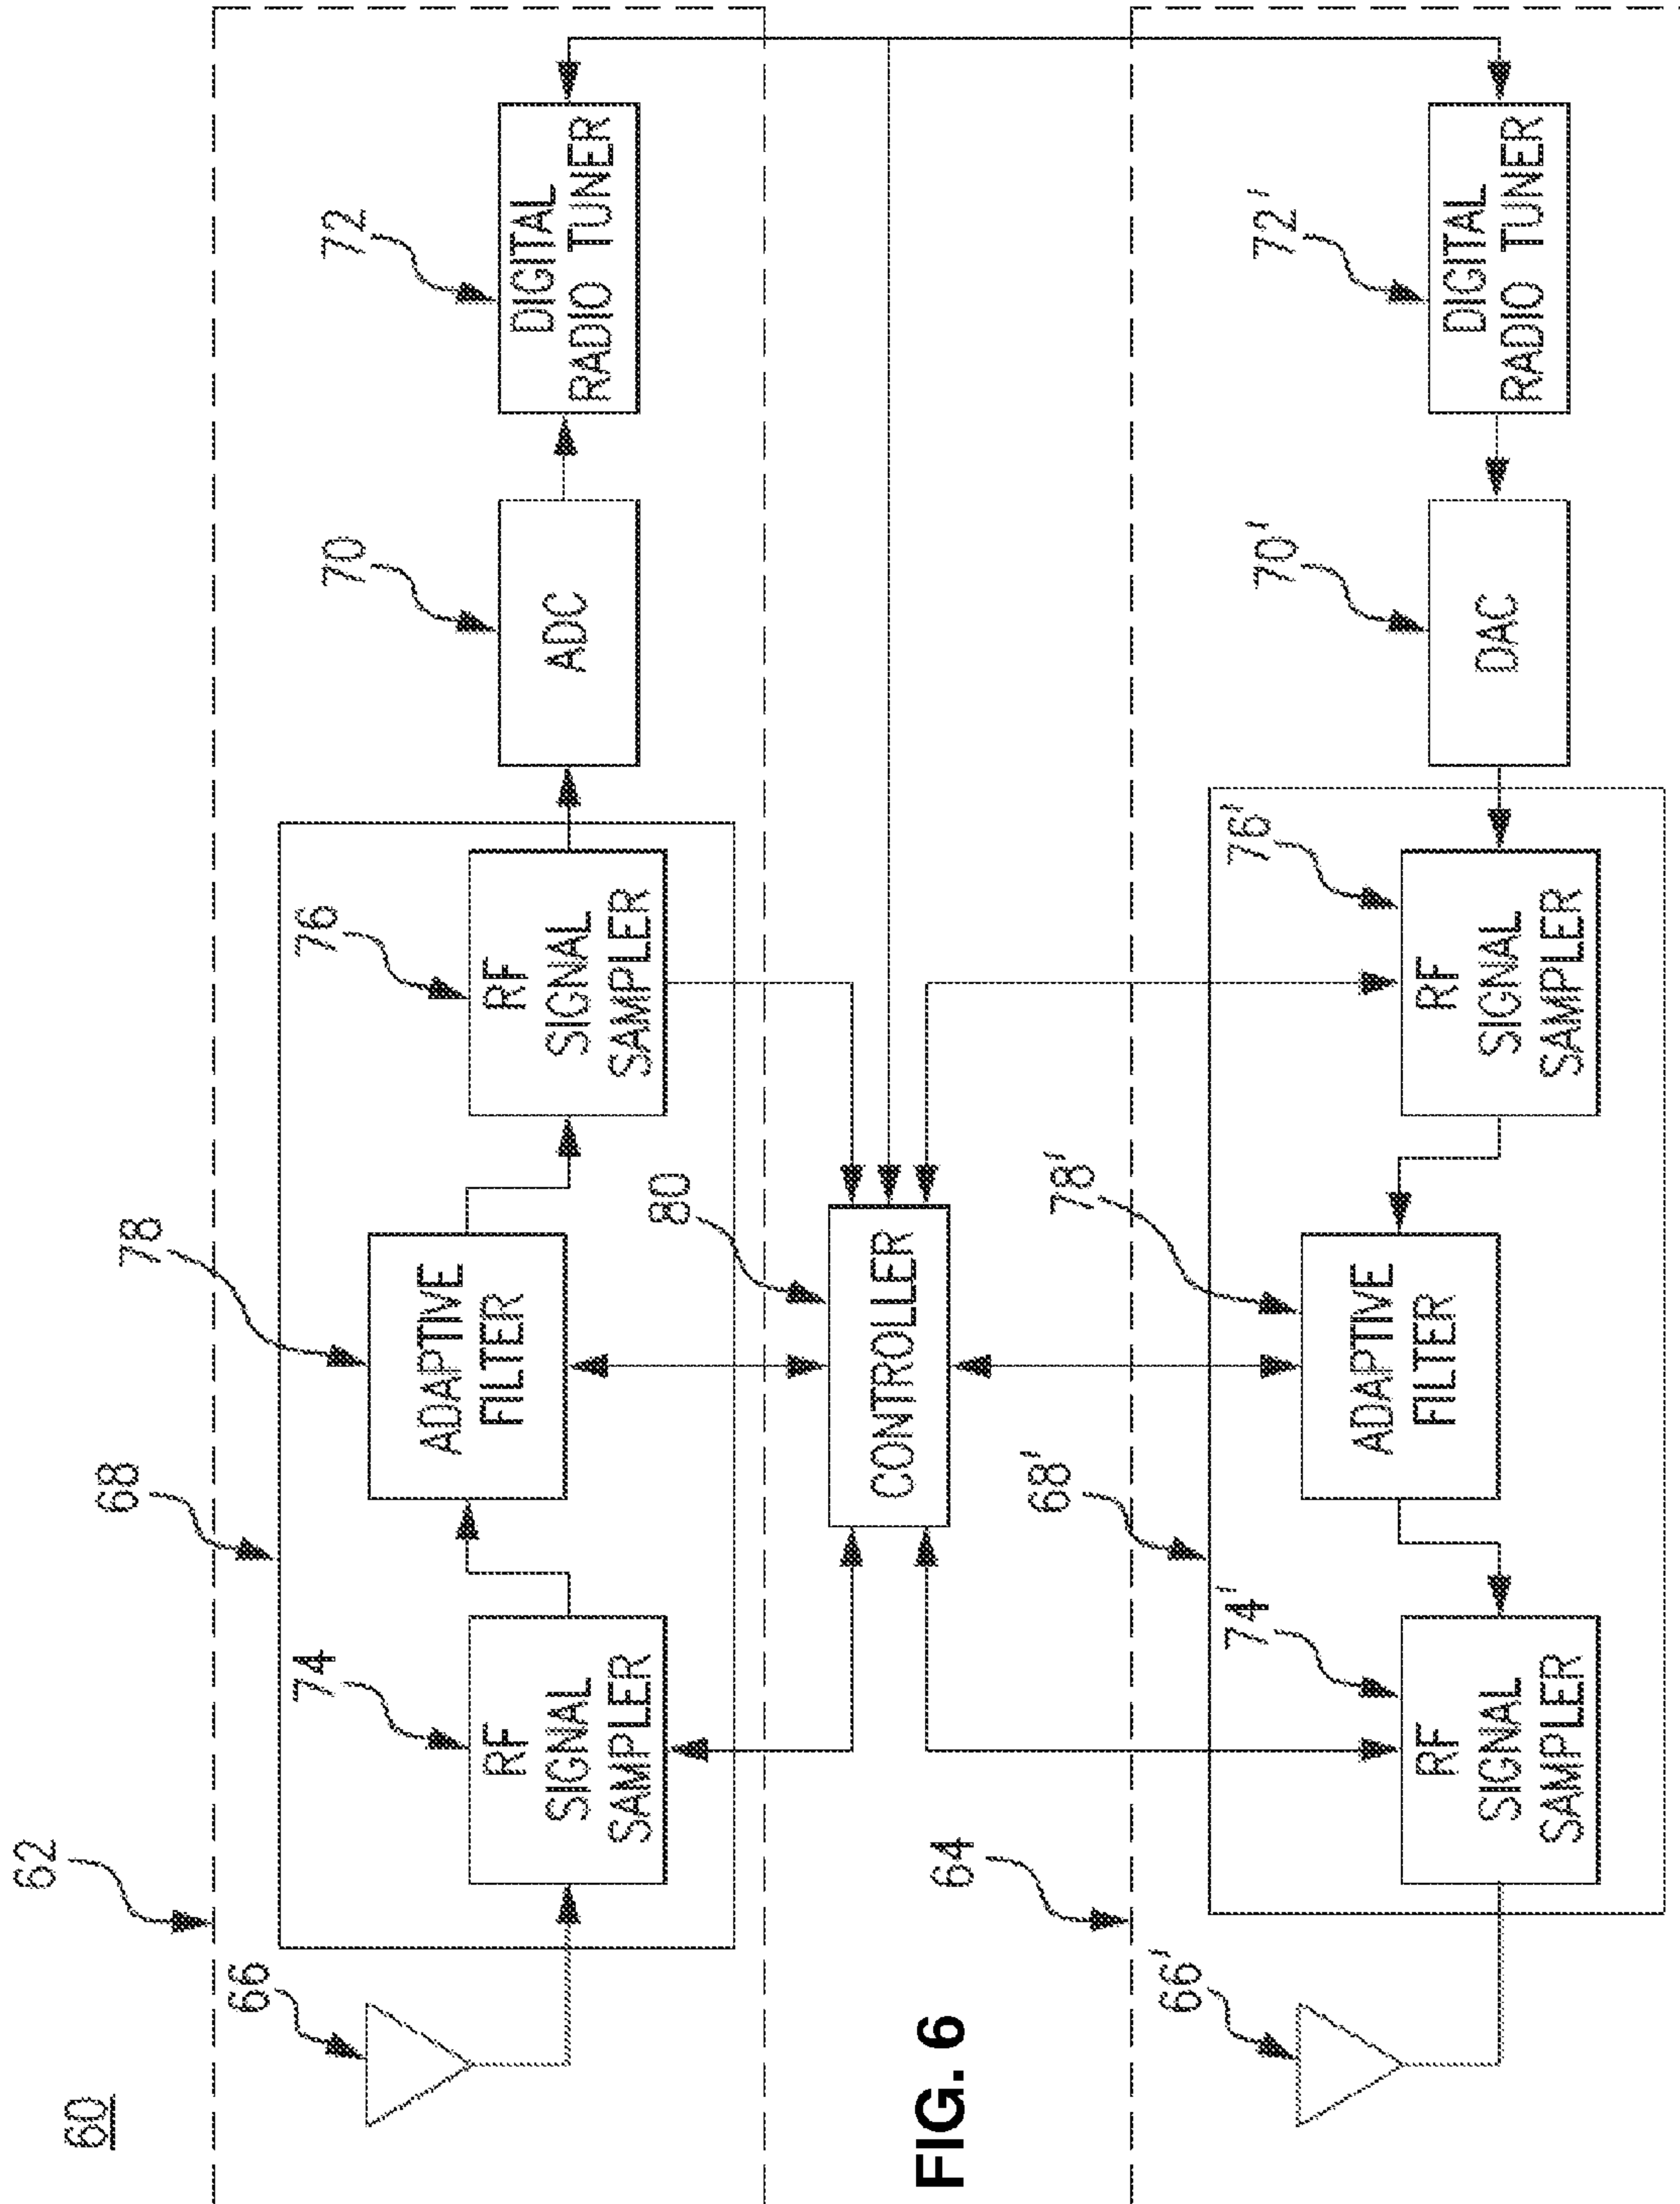 60
62
66
68
74
RF
SIGNAL
SAMPLER
78
ADAPTIVE
FILTER
76
RF
SIGNAL
SAMPLER
70
ADC
72
DIGITAL
RADIO TUNER
80
CONTROLLER
FIG. 6
64
66'
68'
74'
RF
SIGNAL
SAMPLER
78'
ADAPTIVE
FILTER
76'
RF
SIGNAL
SAMPLER
70'
DAC
72'
DIGITAL
RADIO TUNER